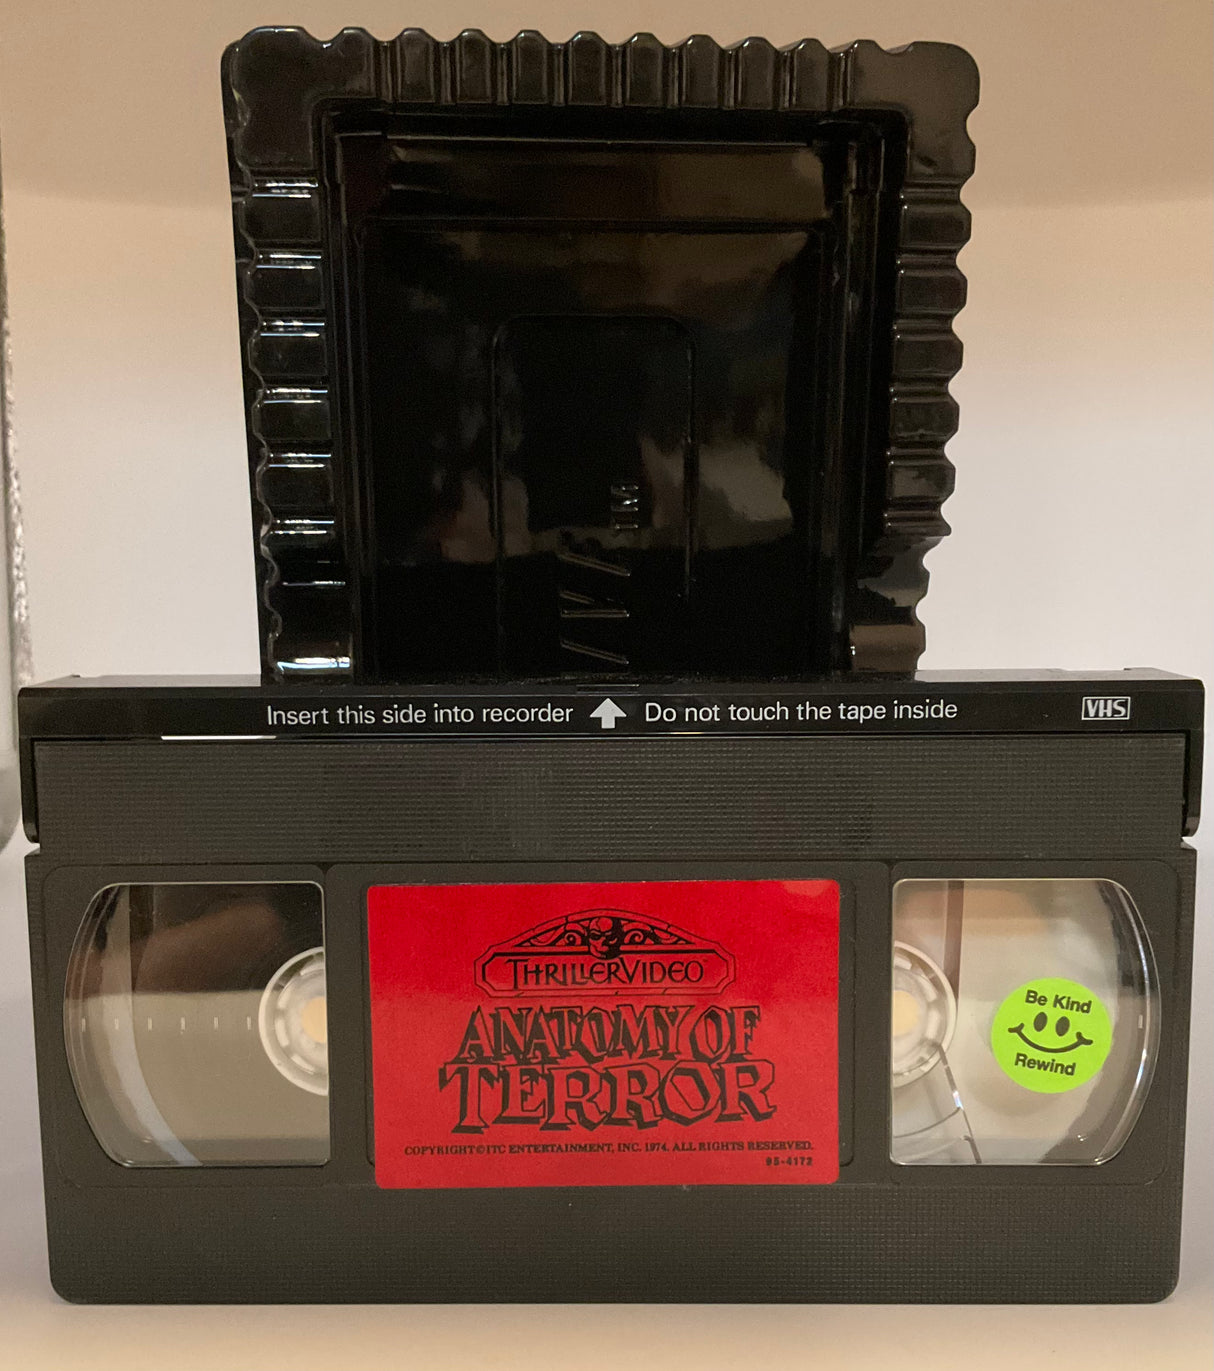 TM
Insert this side into recorder Do not touch the tape inside VHS
THRILLERVIDEO
ANATOMY OF
TERROR
COPYRIGHT©ITC ENTERTAINMENT, INC. 1974. ALL RIGHTS RESERVED.
95-4172
Be Kind
Rewind